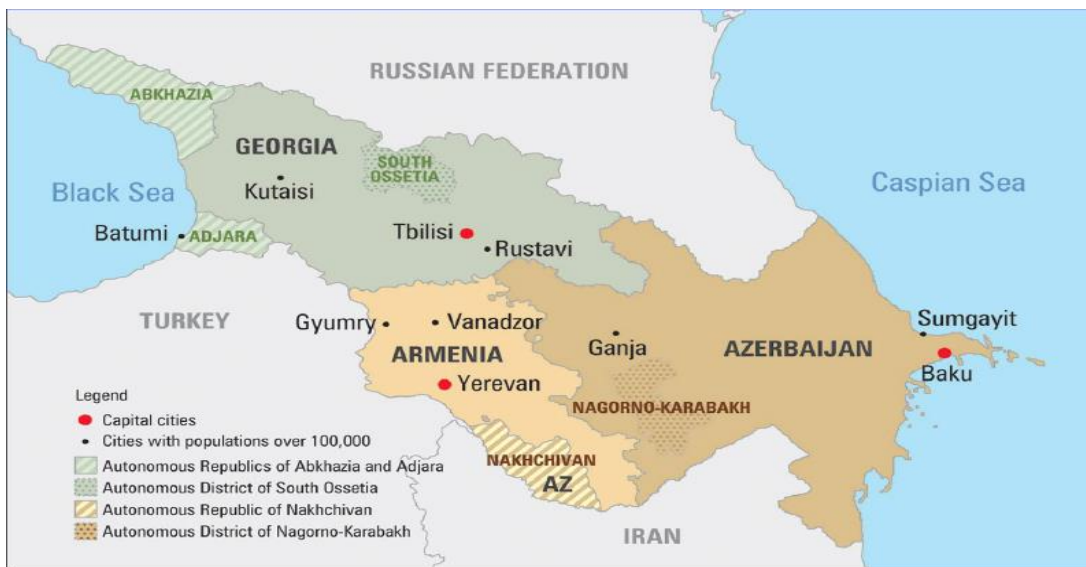 RUSSIAN FEDERATION
ABKHAZIA
GEORGIA
SOUTH
OSSETIA
Kutaisi
Black Sea
Caspian Sea
Batumi
ADJARA
Tbilisi
Rustavi
TURKEY
Gyumry
Vanadzor
ARMENIA
Yerevan
Ganja
AZERBAIJAN
Sumgayit
Baku
NAGORNO-KARABAKH
NAKHCHIVAN
AZ
IRAN
Legend
Capital cities
Cities with populations over 100,000
Autonomous Republics of Abkhazia and Adjara
Autonomous District of South Ossetia
Autonomous Republic of Nakhchivan
Autonomous District of Nagorno-Karabakh